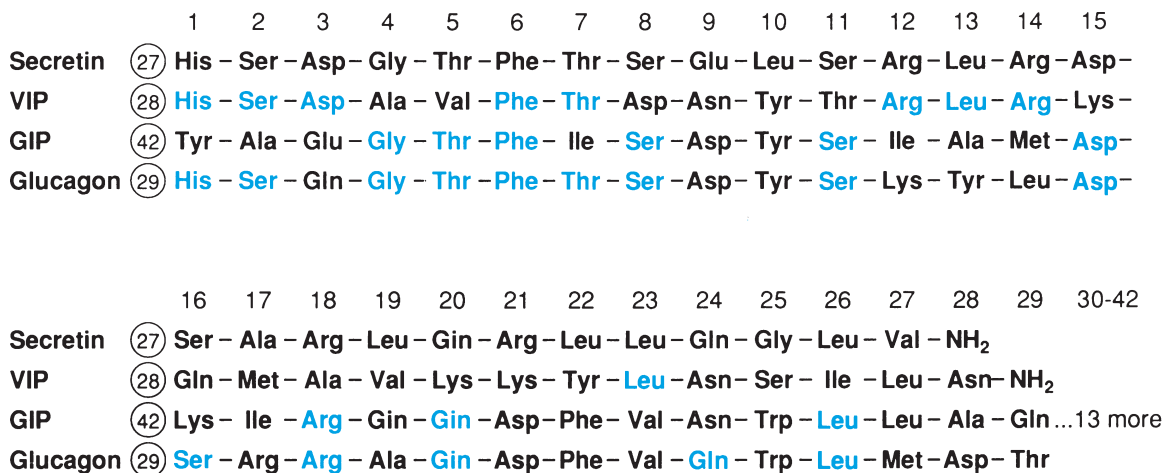 1 2 3 4 5 6 7 8 9 10 11 12 13 14 15
Secretin 27 His – Ser – Asp – Gly – Thr – Phe – Thr – Ser – Glu – Leu – Ser – Arg – Leu – Arg – Asp –
VIP 28 His – Ser – Asp – Ala – Val – Phe – Thr – Asp – Asn – Tyr – Thr – Arg – Leu – Arg – Lys –
GIP 42 Tyr – Ala – Glu – Gly – Thr – Phe – Ile – Ser – Asp – Tyr – Ser – Ile – Ala – Met – Asp –
Glucagon 29 His – Ser – Gln – Gly – Thr – Phe – Thr – Ser – Asp – Tyr – Ser – Lys – Tyr – Leu – Asp –
16 17 18 19 20 21 22 23 24 25 26 27 28 29 30-42
Secretin 27 Ser – Ala – Arg – Leu – Gin – Arg – Leu – Leu – Gln – Gly – Leu – Val – NH₂
VIP 28 Gln – Met – Ala – Val – Lys – Lys – Tyr – Leu – Asn – Ser – Ile – Leu – Asn – NH₂
GIP 42 Lys – Ile – Arg – Gin – Gin – Asp – Phe – Val – Asn – Trp – Leu – Leu – Ala – Gln ...13 more
Glucagon 29 Ser – Arg – Arg – Ala – Gin – Asp – Phe – Val – Gln – Trp – Leu – Met – Asp – Thr